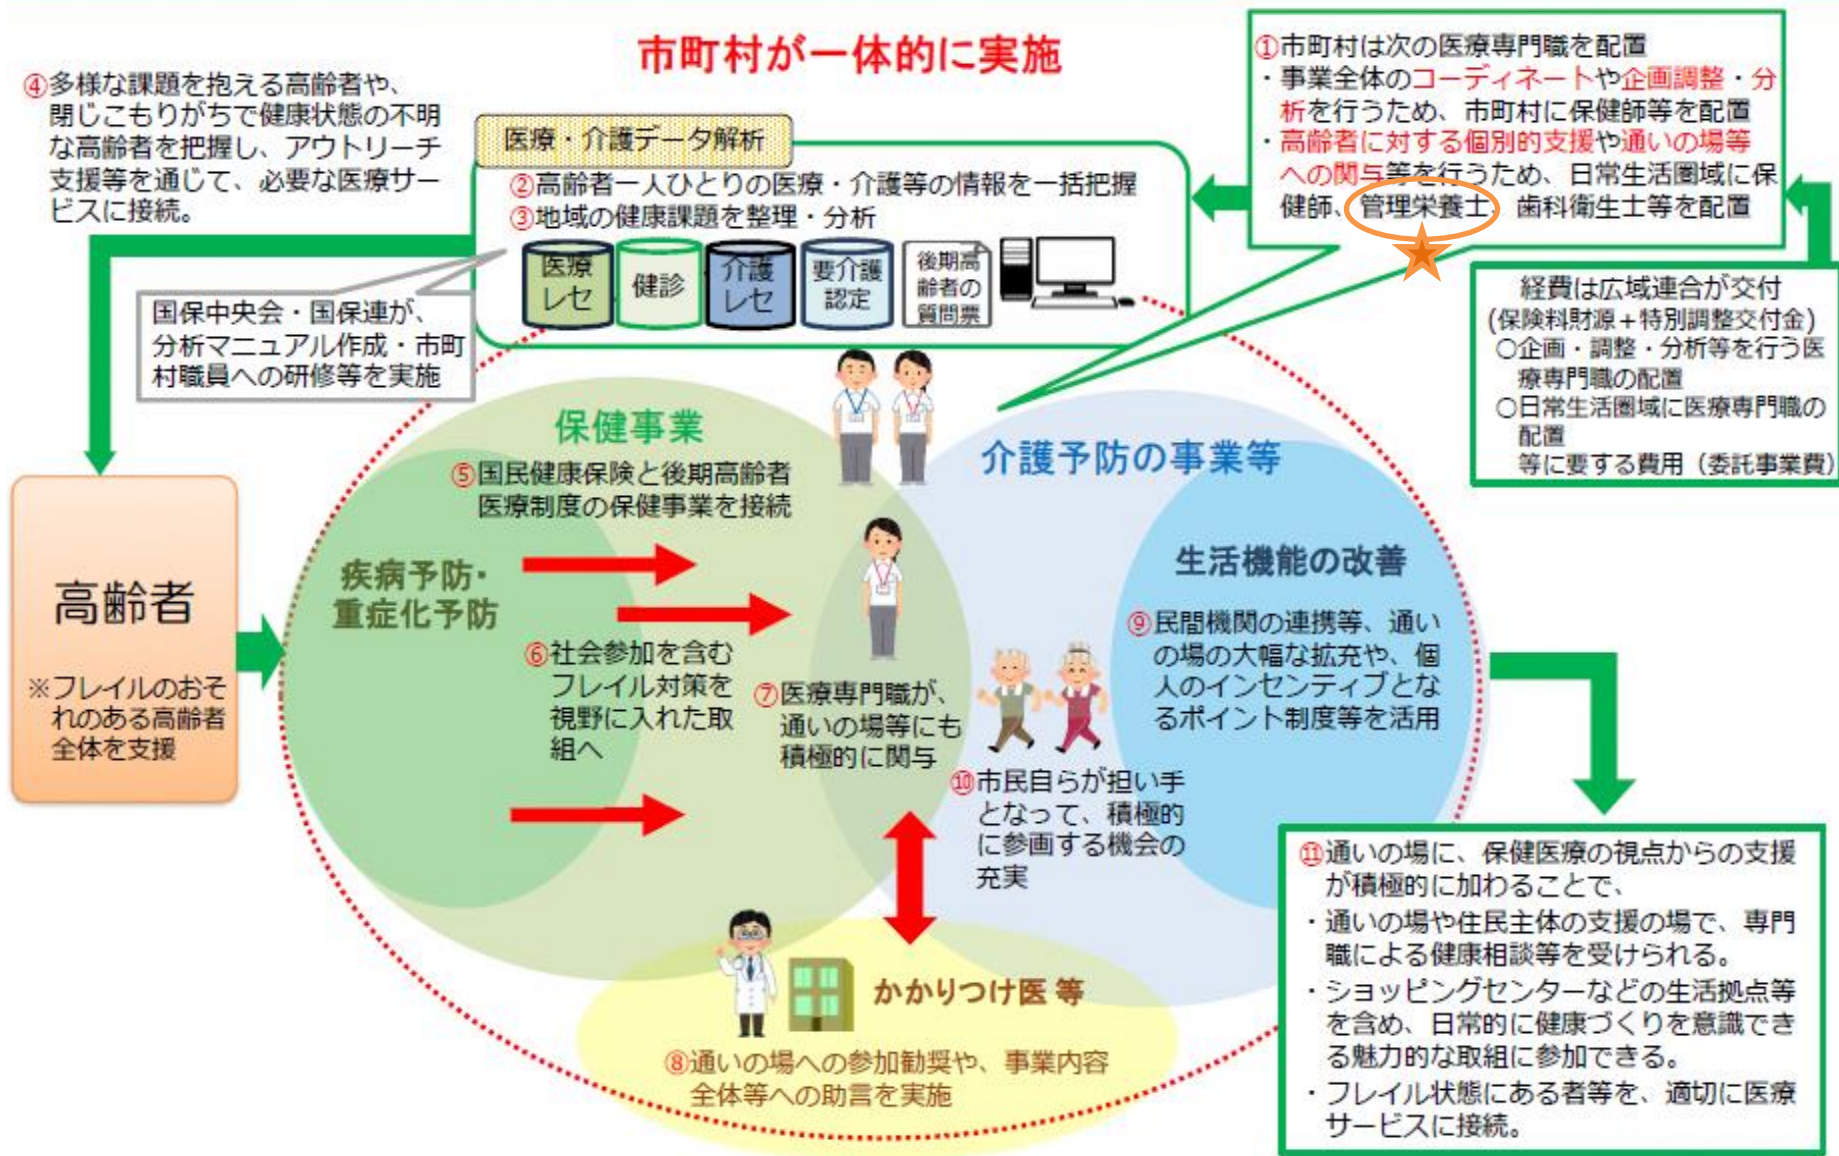 市町村が一体的に実施
①市町村は次の医療専門職を配置
・事業全体のコーディネートや企画調整・分
析を行うため、市町村に保健師等を配置
・高齢者に対する個別的支援や通いの場等
への関与等を行うため、日常生活圏域に保
健師、管理栄養士、歯科衛生士等を配置
④多様な課題を抱える高齢者や、
閉じこもりがちで健康状態の不明
な高齢者を把握し、アウトリーチ
支援等を通じて、必要な医療サー
ビスに接続。
医療・介護データ解析
②高齢者一人ひとりの医療・介護等の情報を一括把握
③地域の健康課題を整理・分析
医療
レセ
健診
介護
レセ
要介護
認定
後期高
齢者の
質問票
国保中央会・国保連が、
分析マニュアル作成・市町
村職員への研修等を実施
経費は広域連合が交付
(保険料財源＋特別調整交付金)
○企画・調整・分析等を行う医
療専門職の配置
○日常生活圏域に医療専門職の
配置
等に要する費用（委託事業費）
保健事業
⑤国民健康保険と後期高齢者
医療制度の保健事業を接続
介護予防の事業等
高齢者
※フレイルのおそ
れのある高齢者
全体を支援
疾病予防・
重症化予防
⑥社会参加を含む
フレイル対策を
視野に入れた取
組へ
⑦医療専門職が、
通いの場等にも
積極的に関与
生活機能の改善
⑨民間機関の連携等、通い
の場の大幅な拡充や、個
人のインセンティブとな
るポイント制度等を活用
⑩市民自らが担い手
となって、積極的
に参画する機会の
充実
かかりつけ医 等
⑧通いの場への参加勧奨や、事業内容
全体等への助言を実施
⑪通いの場に、保健医療の視点からの支援
が積極的に加わることで、
・通いの場や住民主体の支援の場で、専門
職による健康相談等を受けられる。
・ショッピングセンターなどの生活拠点等
を含め、日常的に健康づくりを意識でき
る魅力的な取組に参加できる。
・フレイル状態にある者等を、適切に医療
サービスに接続。